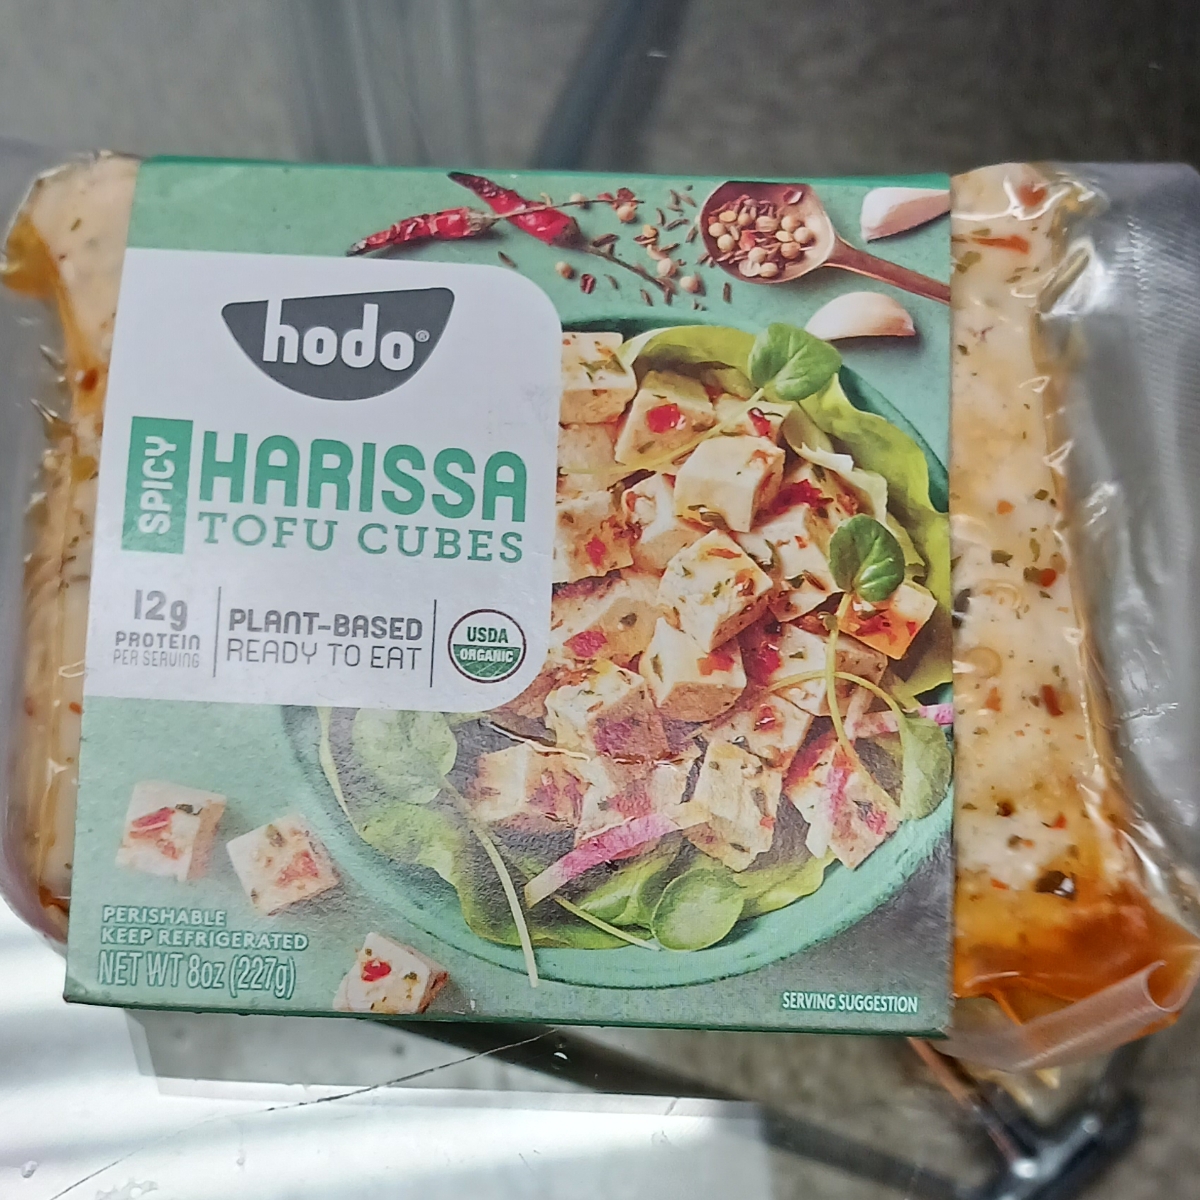 hodo®
SPICY
HARISSA
TOFU CUBES
12g
PROTEIN
PER SERVING
PLANT-BASED
READY TO EAT
USDA
ORGANIC
PERISHABLE
KEEP REFRIGERATED
NET WT 8oz (227g)
SERVING SUGGESTION